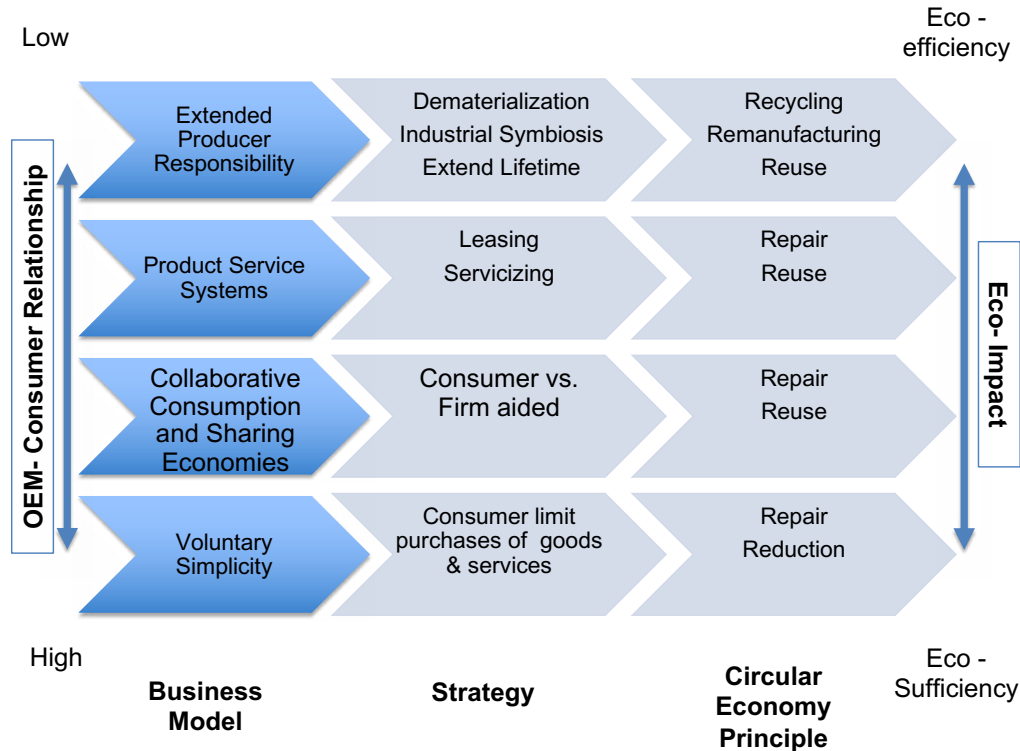 Low
Eco -
efficiency
OEM- Consumer Relationship
Extended
Producer
Responsibility
Dematerialization
Industrial Symbiosis
Extend Lifetime
Recycling
Remanufacturing
Reuse
Product Service
Systems
Leasing
Servicizing
Repair
Reuse
Collaborative
Consumption
and Sharing
Economies
Consumer vs.
Firm aided
Repair
Reuse
Voluntary
Simplicity
Consumer limit
purchases of goods
& services
Repair
Reduction
Eco- Impact
High
Eco -
Sufficiency
Business
Model
Strategy
Circular
Economy
Principle